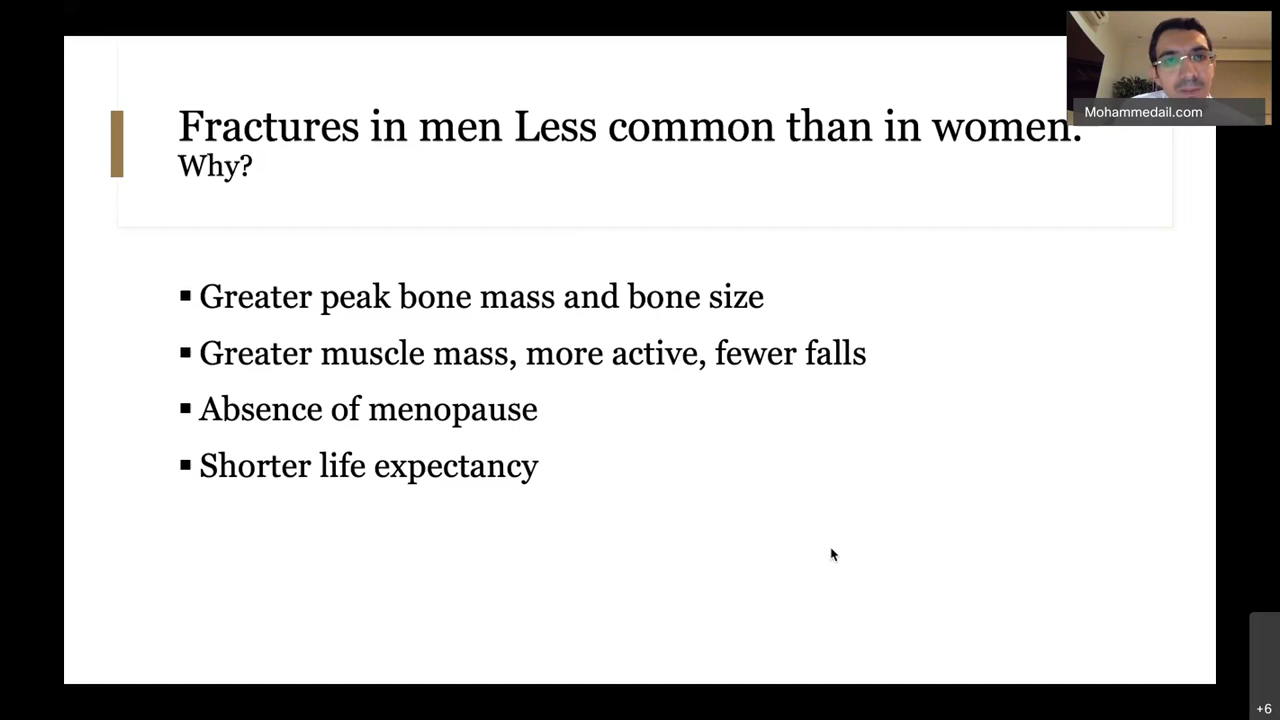 Fractures in men Less common than in women.
Why?
▪ Greater peak bone mass and bone size
▪ Greater muscle mass, more active, fewer falls
▪ Absence of menopause
▪ Shorter life expectancy
Mohammedail.com
+6